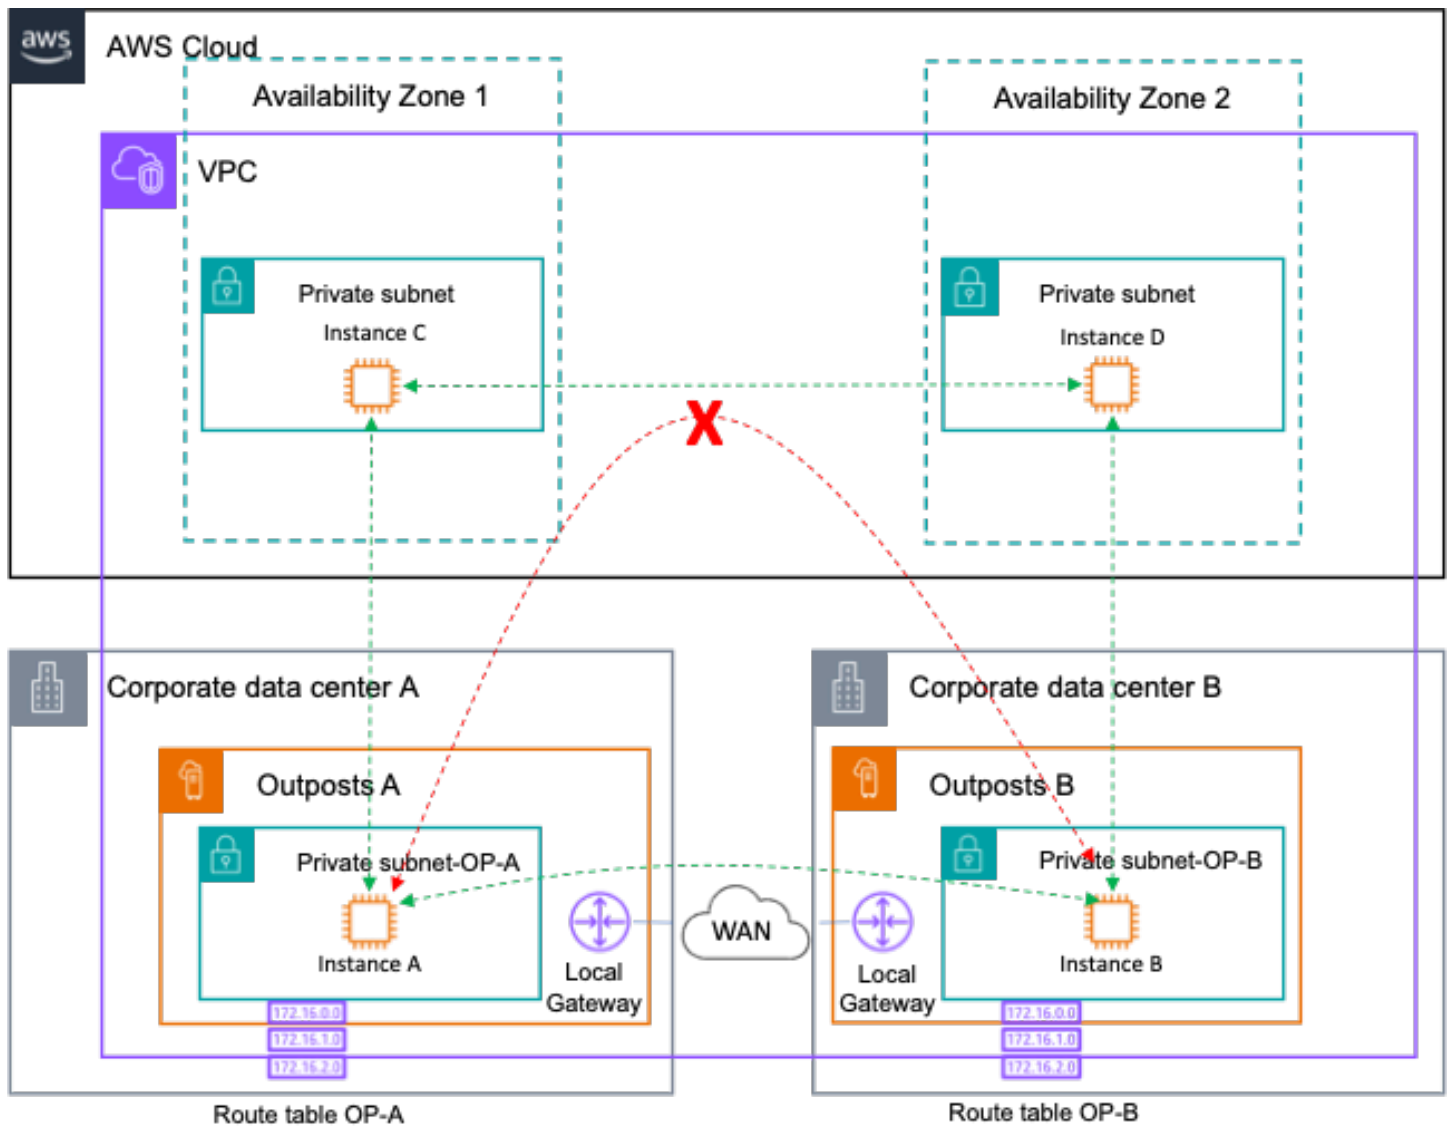 aws
AWS Cloud
Availability Zone 1
Availability Zone 2
VPC
Private subnet
Instance C
Private subnet
Instance D
X
Corporate data center A
Corporate data center B
Outposts A
Outposts B
Private subnet-OP-A
Private subnet-OP-B
WAN
Instance A
Instance B
Local
Gateway
Local
Gateway
172.16.0.0
172.16.1.0
172.16.2.0
172.16.0.0
172.16.1.0
172.16.2.0
Route table OP-A
Route table OP-B